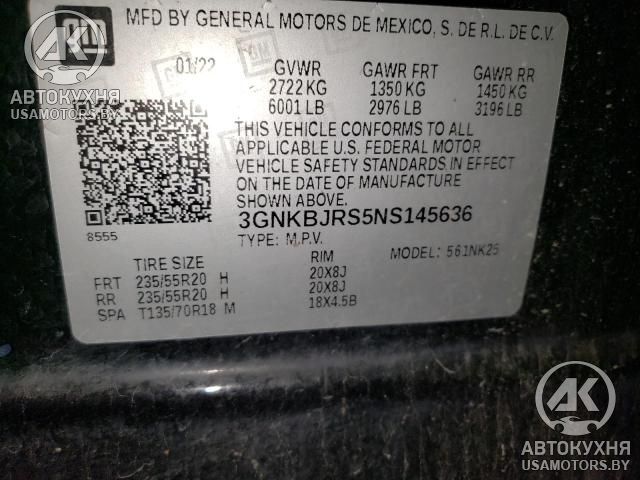 MFD BY GENERAL MOTORS DE MEXICO, S. DE R.L. DE C.V.
GM
01/22 GVWR GAWR FRT GAWR RR
2722 KG 1350 KG 1450 KG
6001 LB 2976 LB 3196 LB
THIS VEHICLE CONFORMS TO ALL
APPLICABLE U.S. FEDERAL MOTOR
VEHICLE SAFETY STANDARDS IN EFFECT
ON THE DATE OF MANUFACTURE
SHOWN ABOVE.
3GNKBJRS5NS145636
8555
TYPE: M.P.V. MODEL: 561NK26
TIRE SIZE RIM
FRT 235/55R20 H 20X8J
RR 235/55R20 H 20X8J
SPA T135/70R18 M 18X4.5B
АК
АВТОКУХНЯ
USAMOTORS.BY
АК
АВТОКУХНЯ
USAMOTORS.BY